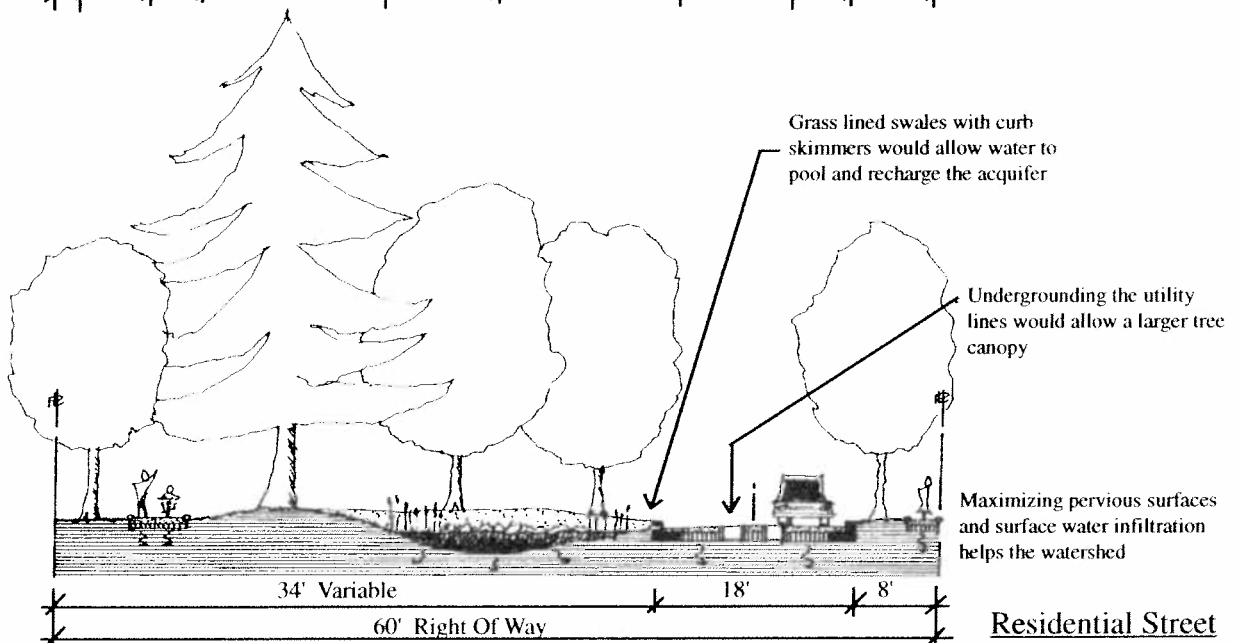 Grass lined swales with curb
skimmers would allow water to
pool and recharge the acquifer
Undergrounding the utility
lines would allow a larger tree
canopy
Maximizing pervious surfaces
and surface water infiltration
helps the watershed
34' Variable
18'
8'
60' Right Of Way
Residential Street